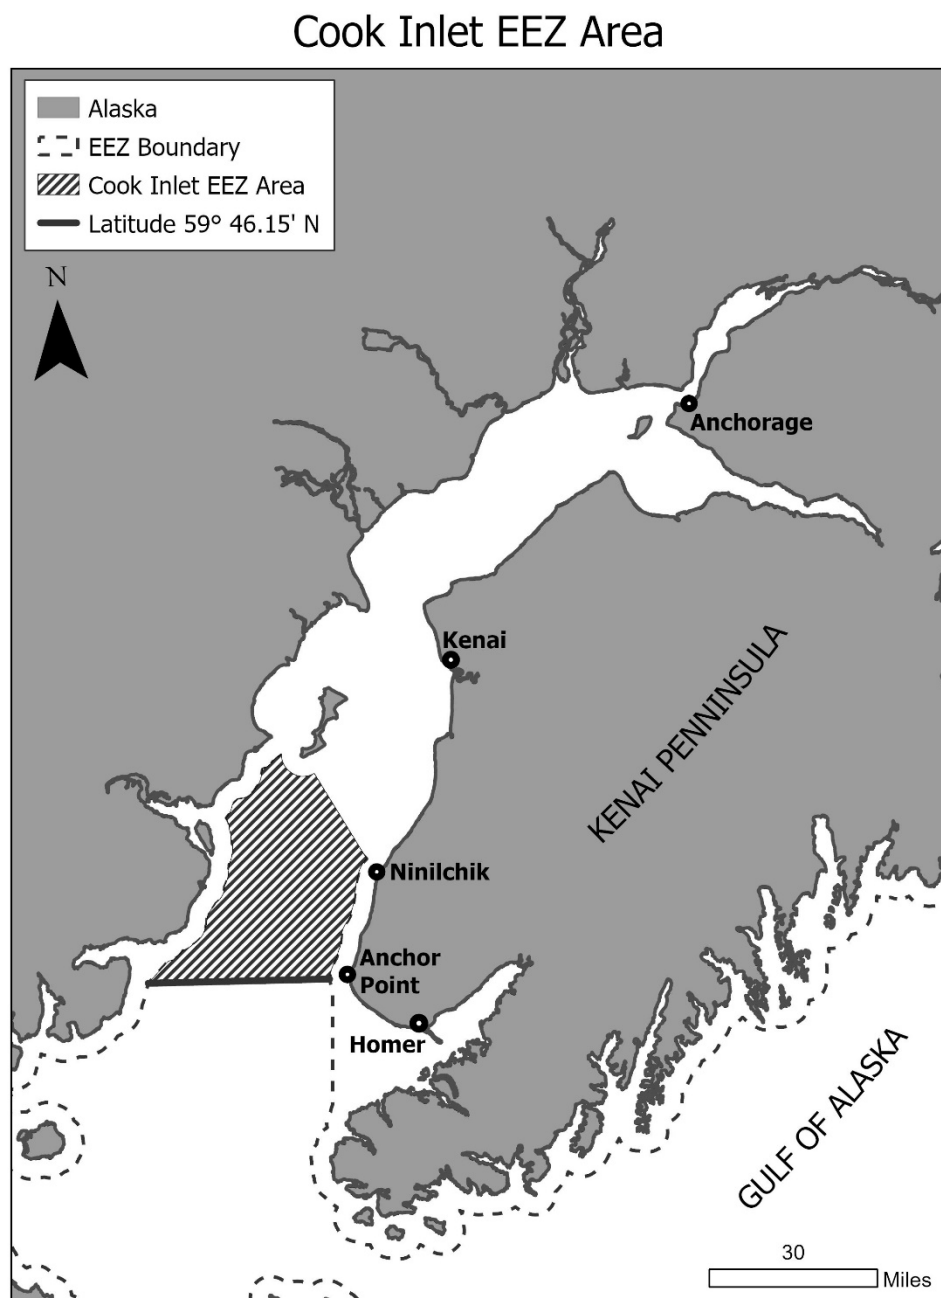 Cook Inlet EEZ Area
Alaska
EEZ Boundary
Cook Inlet EEZ Area
Latitude 59° 46.15' N
N
Anchorage
Kenai
KENAI PENNINSULA
Ninilchik
Anchor
Point
Homer
GULF OF ALASKA
30
Miles